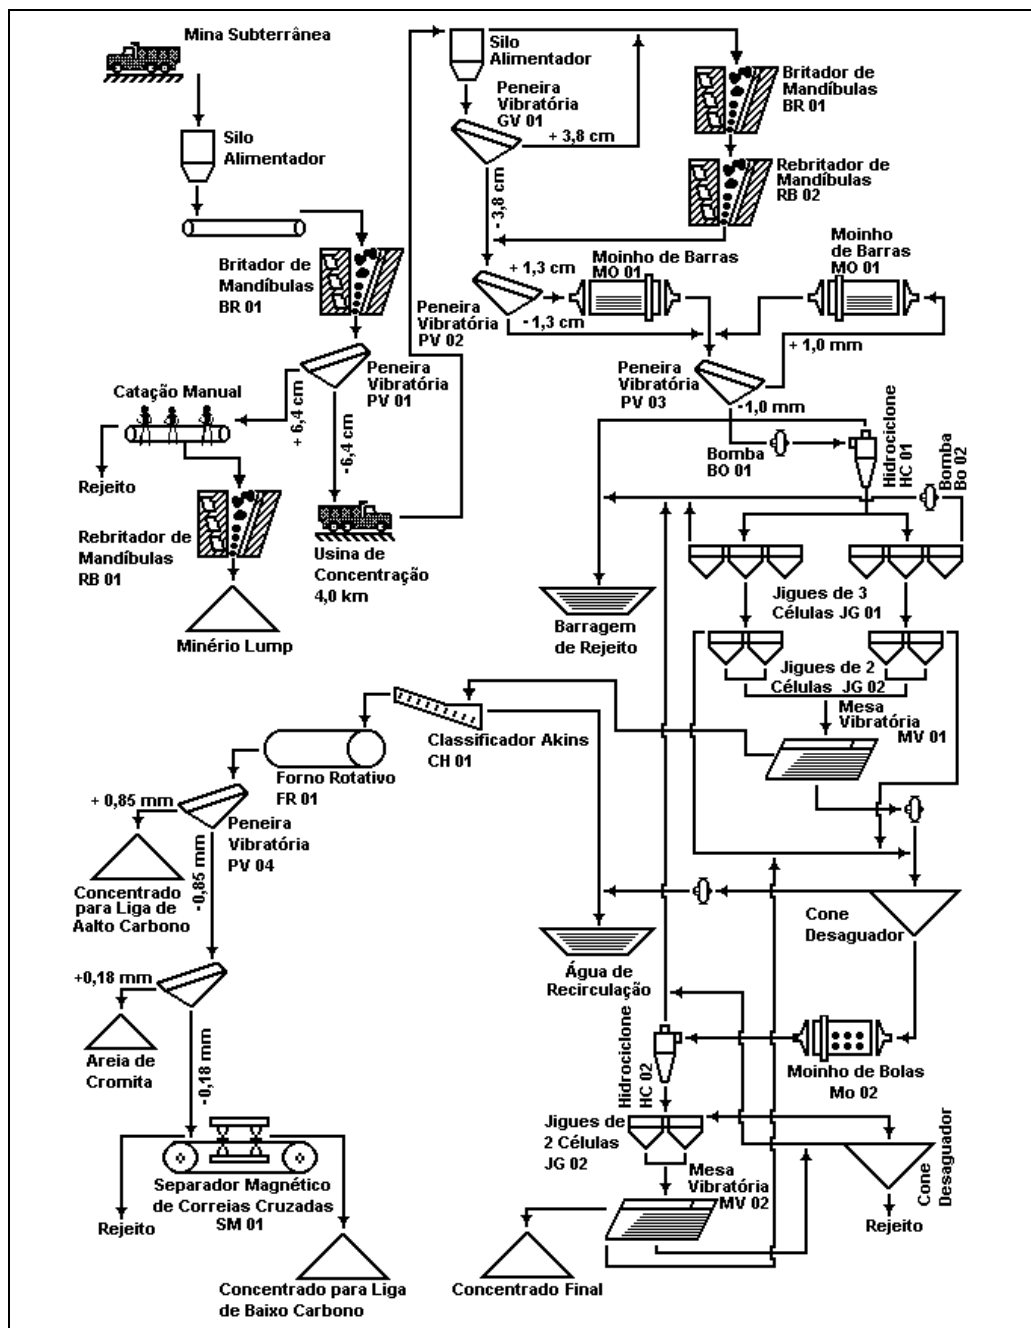 Mina Subterrânea
Silo
Alimentador
Britador de
Mandíbulas
BR 01
Peneira
Vibratória
PV 01
Catação Manual
+ 6,4 cm
-6,4 cm
Rejeito
Rebritador de
Mandíbulas
RB 01
Minério Lump
Usina de
Concentração
4,0 km
Silo
Alimentador
Peneira
Vibratória
GV 01
+ 3,8 cm
- 3,8 cm
Britador de
Mandíbulas
BR 01
Rebritador de
Mandíbulas
RB 02
Peneira
Vibratória
PV 02
+ 1,3 cm
- 1,3 cm
Moinho de Barras
MO 01
Moinho
de Barras
MO 01
+ 1,0 mm
Peneira
Vibratória
PV 03
-1,0 mm
Bomba
BO 01
Hidrociclone
HC 01
Bomba
Bo 02
Barragem
de Rejeito
Jigues de 3
Células JG 01
Jigues de 2
Células JG 02
Mesa
Vibratória
MV 01
Classificador Akins
CH 01
Forno Rotativo
FR 01
+ 0,85 mm
Peneira
Vibratória
PV 04
-0,85 mm
Concentrado
para Liga de
Aalto Carbono
+0,18 mm
Areia de
Cromita
-0,18 mm
Água de
Recirculação
Cone
Desaguador
Moinho de Bolas
Mo 02
Hidrociclone
HC 02
Jigues de
2 Células
JG 02
Mesa
Vibratória
MV 02
Cone
Desaguador
Rejeito
Concentrado Final
Separador Magnético
de Correias Cruzadas
SM 01
Rejeito
Concentrado para Liga
de Baixo Carbono